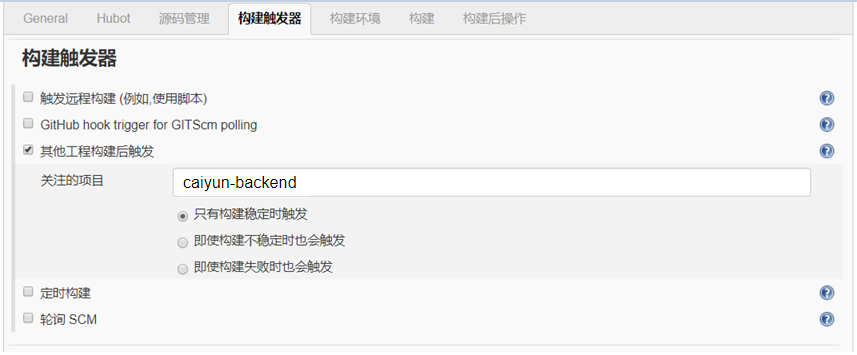 General Hubot 源码管理 构建触发器 构建环境 构建 构建后操作
构建触发器
触发远程构建 (例如,使用脚本)
GitHub hook trigger for GITScm polling
其他工程构建后触发
关注的项目 caiyun-backend
只有构建稳定时触发
即使构建不稳定时也会触发
即使构建失败时也会触发
定时构建
轮询 SCM